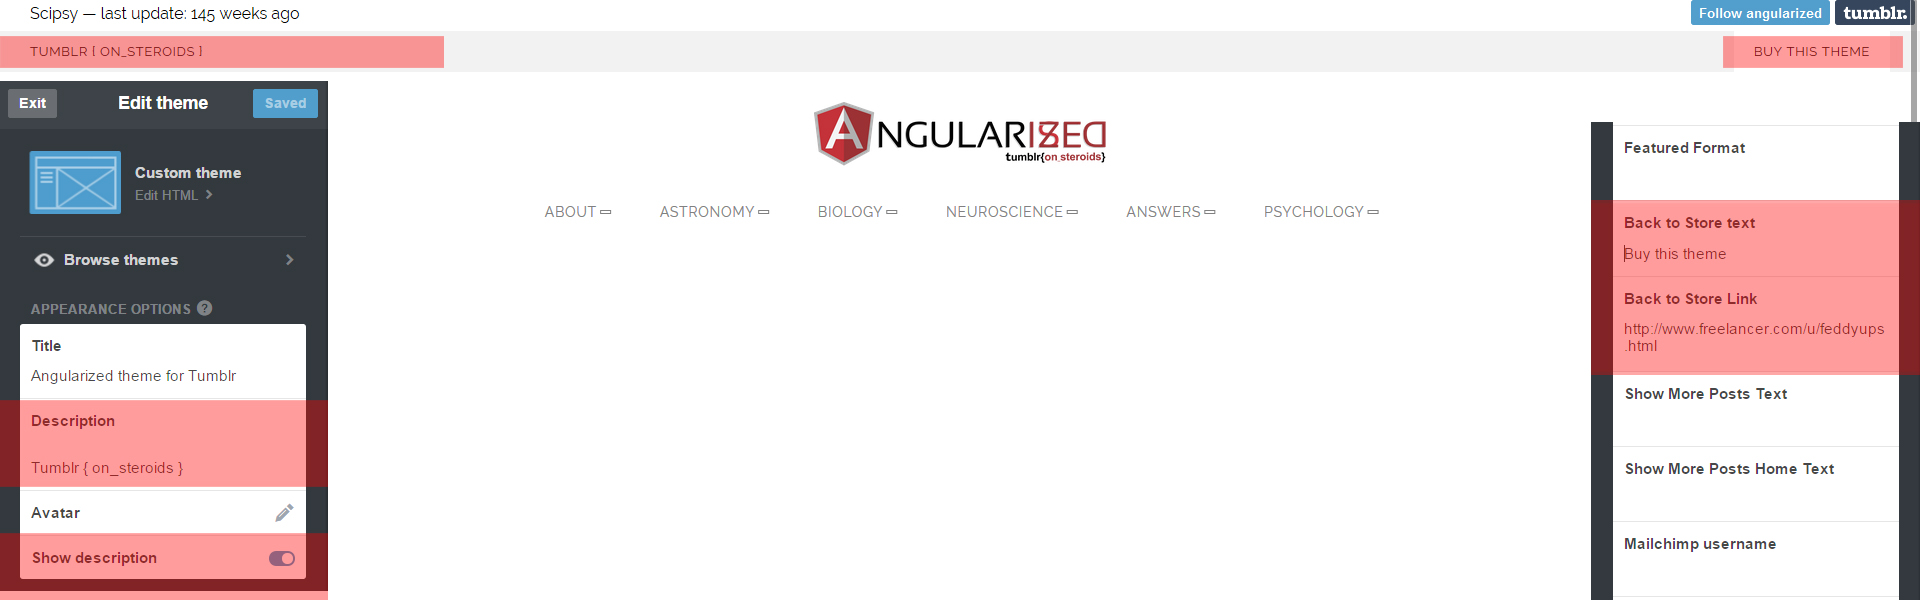 Scipsy — last update: 145 weeks ago
Follow angularized
tumblr.
TUMBLR { ON_STEROIDS }
BUY THIS THEME
Exit
Edit theme
Saved
Custom theme
Edit HTML
Browse themes
APPEARANCE OPTIONS ?
Title
Angularized theme for Tumblr
Description
Tumblr { on_steroids }
Avatar
Show description
ANGULARIZED
tumblr{on_steroids}
ABOUT
ASTRONOMY
BIOLOGY
NEUROSCIENCE
ANSWERS
PSYCHOLOGY
Featured Format
Back to Store text
Buy this theme
Back to Store Link
http://www.freelancer.com/u/feddyups
.html
Show More Posts Text
Show More Posts Home Text
Mailchimp username